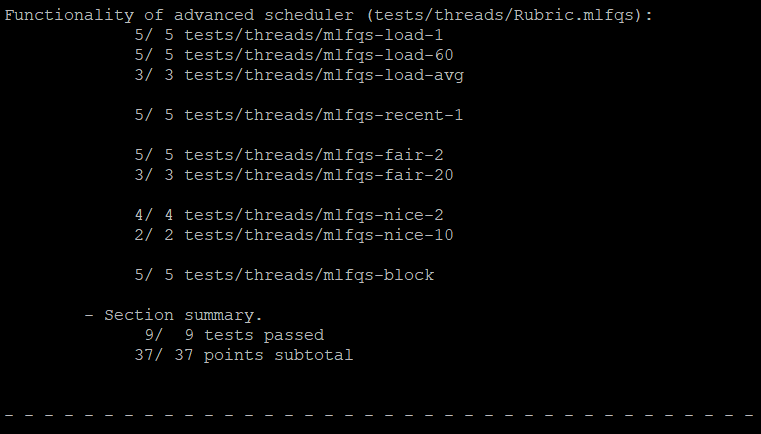 Functionality of advanced scheduler (tests/threads/Rubric.mlfqs):
5/ 5 tests/threads/mlfqs-load-1
5/ 5 tests/threads/mlfqs-load-60
3/ 3 tests/threads/mlfqs-load-avg
5/ 5 tests/threads/mlfqs-recent-1
5/ 5 tests/threads/mlfqs-fair-2
3/ 3 tests/threads/mlfqs-fair-20
4/ 4 tests/threads/mlfqs-nice-2
2/ 2 tests/threads/mlfqs-nice-10
5/ 5 tests/threads/mlfqs-block
- Section summary.
9/  9 tests passed
37/ 37 points subtotal
- - - - - - - - - - - - - - - - - - - - - - - - - - - - - - - - - - - - - -